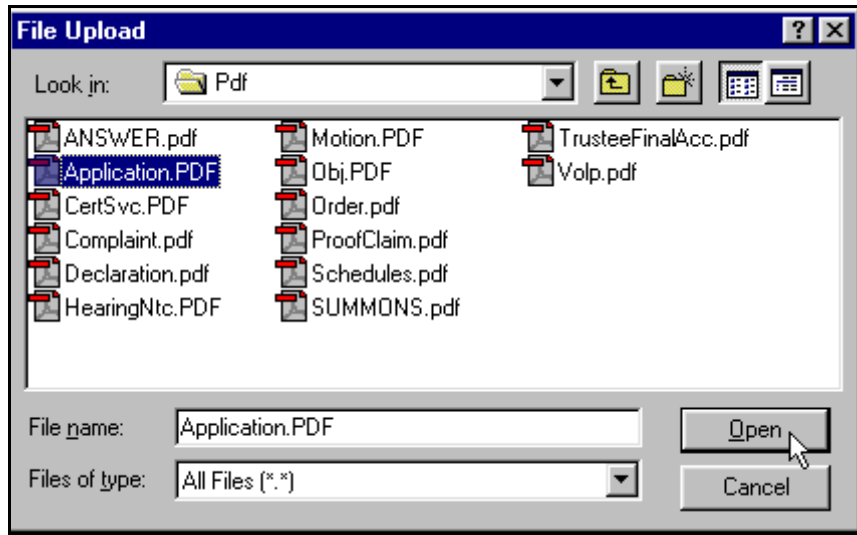 File Upload
Look in: Pdf
ANSWER.pdf Motion.PDF TrusteeFinalAcc.pdf
Application.PDF Obj.PDF Volp.pdf
CertSvc.PDF Order.pdf
Complaint.pdf ProofClaim.pdf
Declaration.pdf Schedules.pdf
HearingNtc.PDF SUMMONS.pdf
File name: Application.PDF Open
Files of type: All Files (*.*) Cancel